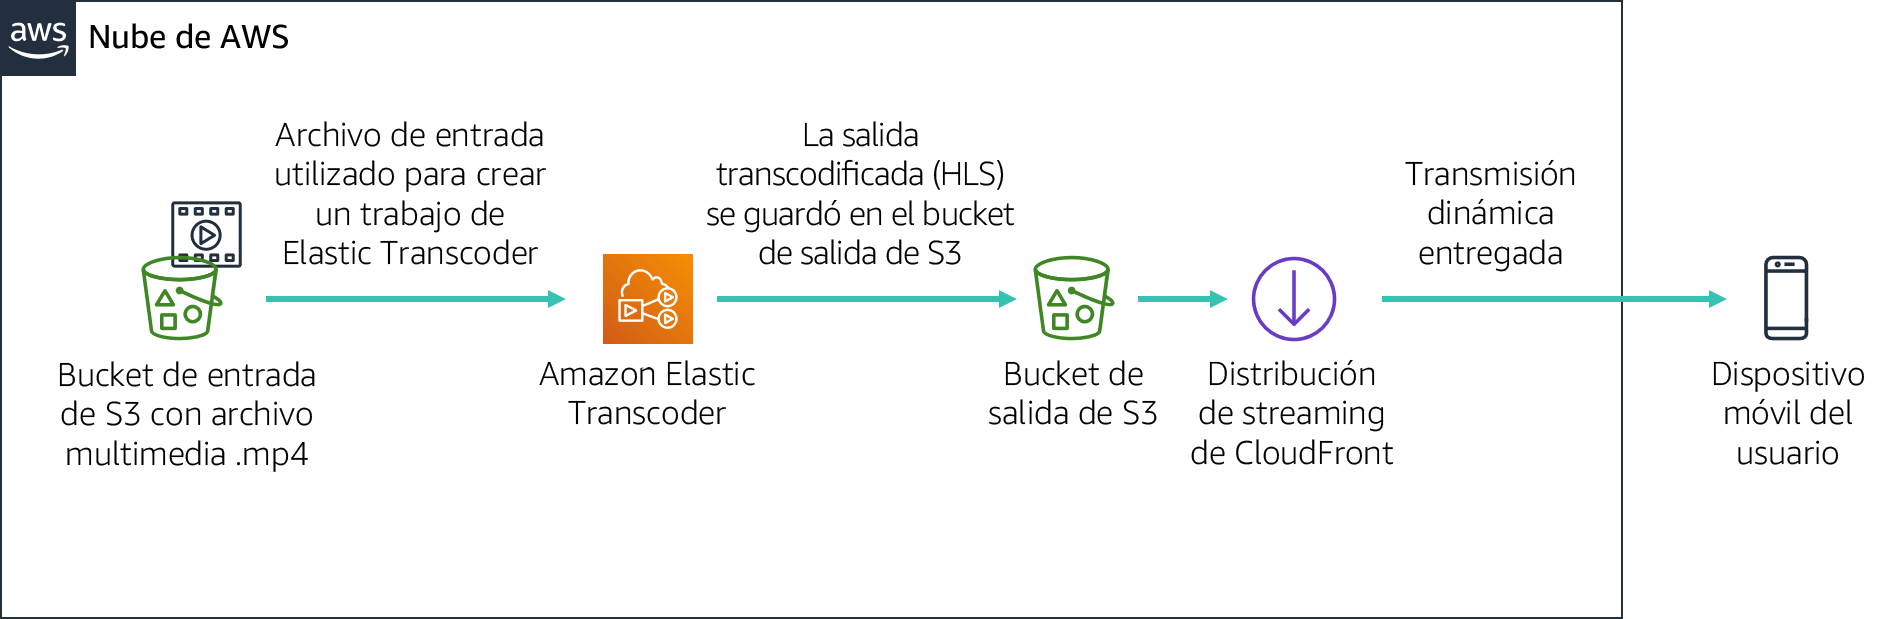 aws
Nube de AWS
Archivo de entrada
utilizado para crear
un trabajo de
Elastic Transcoder
La salida
transcodificada (HLS)
se guardó en el bucket
de salida de S3
Transmisión
dinámica
entregada
Bucket de entrada
de S3 con archivo
multimedia .mp4
Amazon Elastic
Transcoder
Bucket de
salida de S3
Distribución
de streaming
de CloudFront
Dispositivo
móvil del
usuario